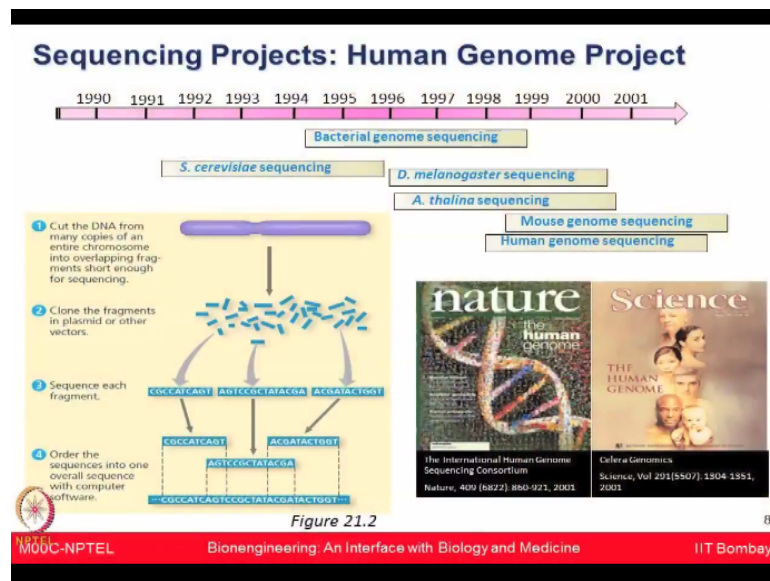 Sequencing Projects: Human Genome Project
1990 1991 1992 1993 1994 1995 1996 1997 1998 1999 2000 2001
Bacterial genome sequencing
S. cerevisiae sequencing
D. melanogaster sequencing
A. thalina sequencing
Mouse genome sequencing
Human genome sequencing
1 Cut the DNA from
many copies of an
entire chromosome
into overlapping frag-
ments short enough
for sequencing.
2 Clone the fragments
in plasmid or other
vectors.
3 Sequence each
fragment.
CGCCATCAGT AGTCCGCTATACGA ACGATACTGGT
CGCCATCAGT ACGATACTGGT
AGTCCGCTATACGA
4 Order the
sequences into one
overall sequence
with computer
software.
···CGCCATCAGTCCGCTATACGATACTGGT···
Figure 21.2
nature
the
human
genome
The International Human Genome
Sequencing Consortium
Nature, 409 (6822): 860-921, 2001
Science
THE
HUMAN
GENOME
Celera Genomics
Science, Vol 291(5507): 1304-1351,
2001
8
NPTEL
MOOC-NPTEL
Bionengineering: An Interface with Biology and Medicine
IIT Bombay